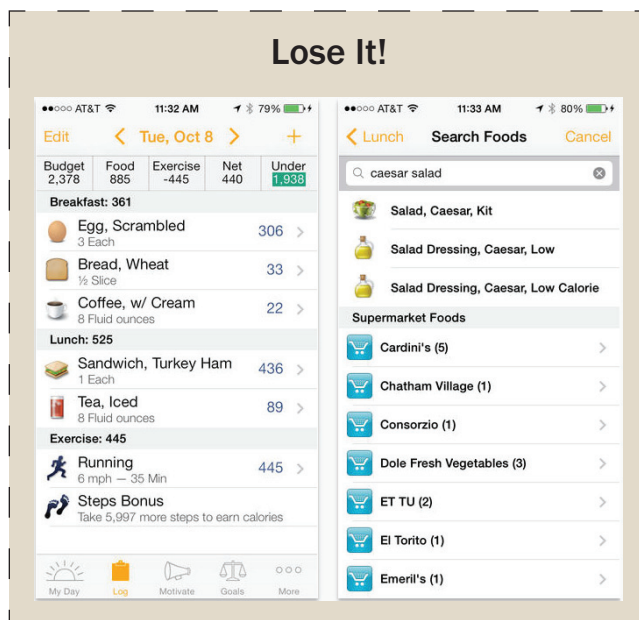 Lose It!
●●○○○ AT&T 11:32 AM 79%
Edit < Tue, Oct 8 > +
Budget Food Exercise Net Under
2,378 885 -445 440 1,938
Breakfast: 361
Egg, Scrambled 306 >
3 Each
Bread, Wheat 33 >
½ Slice
Coffee, w/ Cream 22 >
8 Fluid ounces
Lunch: 525
Sandwich, Turkey Ham 436 >
1 Each
Tea, Iced 89 >
8 Fluid ounces
Exercise: 445
Running 445 >
6 mph — 35 Min
Steps Bonus
Take 5,997 more steps to earn calories
My Day Log Motivate Goals More
●●○○○ AT&T 11:33 AM 80%
< Lunch Search Foods Cancel
caesar salad
Salad, Caesar, Kit
Salad Dressing, Caesar, Low
Salad Dressing, Caesar, Low Calorie
Supermarket Foods
Cardini's (5) >
Chatham Village (1) >
Consorzio (1) >
Dole Fresh Vegetables (3) >
ET TU (2) >
El Torito (1) >
Emeril's (1) >